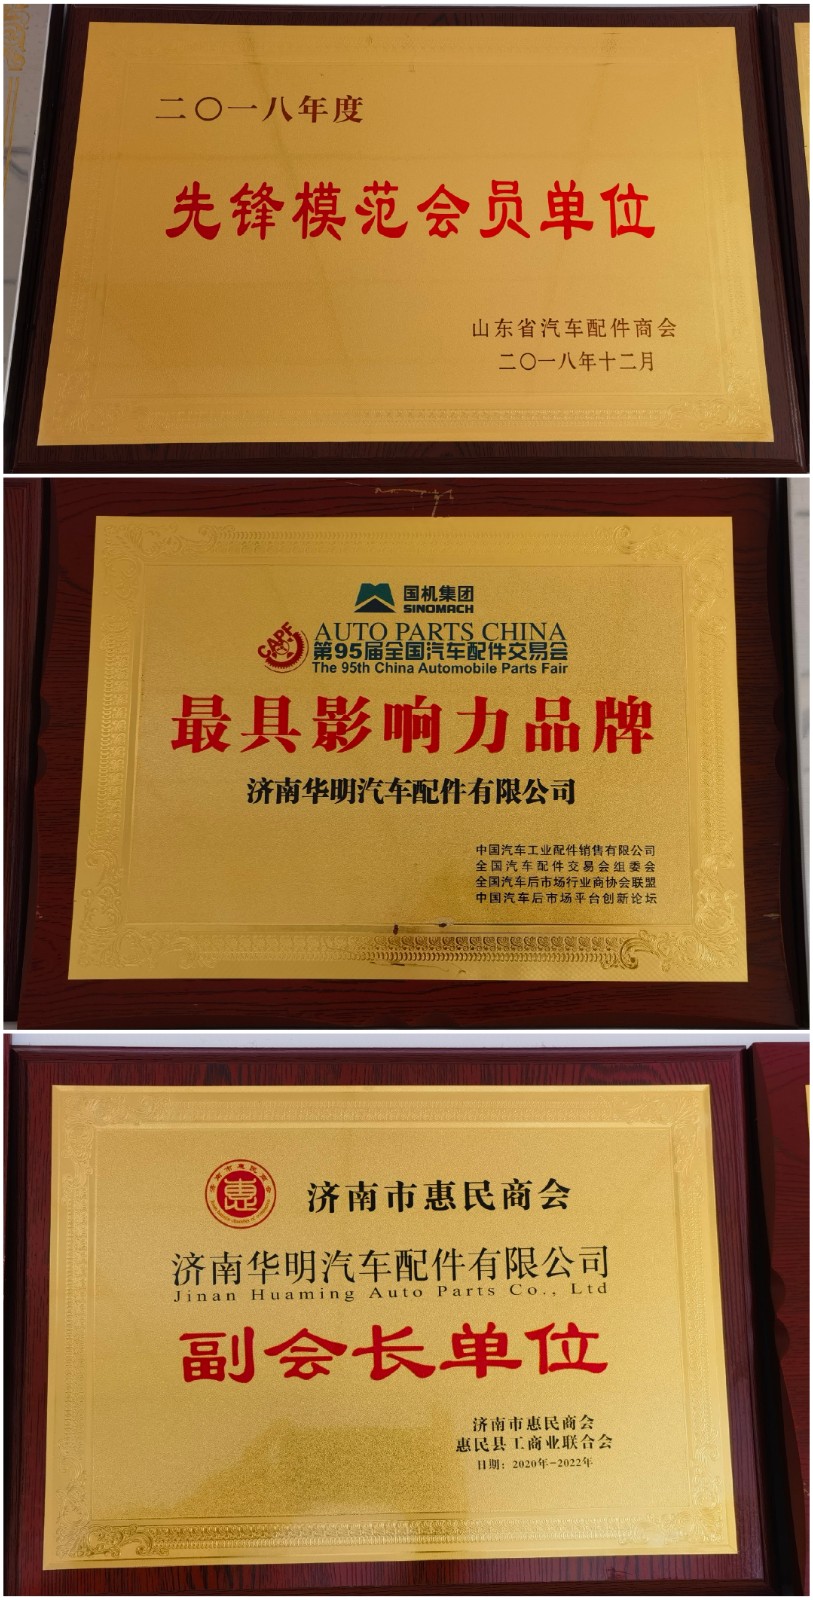 二〇一八年度
先锋模范会员单位
山东省汽车配件商会
二〇一八年十二月
国机集团
SINOMACH
CAPF
AUTO PARTS CHINA
第95届全国汽车配件交易会
The 95th China Automobile Parts Fair
最具影响力品牌
济南华明汽车配件有限公司
中国汽车工业配件销售有限公司
全国汽车配件交易会组委会
全国汽车后市场行业商协会联盟
中国汽车后市场平台创新论坛
济南市惠民商会
惠
济南市惠民商会
济南华明汽车配件有限公司
Jinan Huaming Auto Parts Co., Ltd
副会长单位
济南市惠民商会
惠民县工商业联合会
日期：2020年-2022年